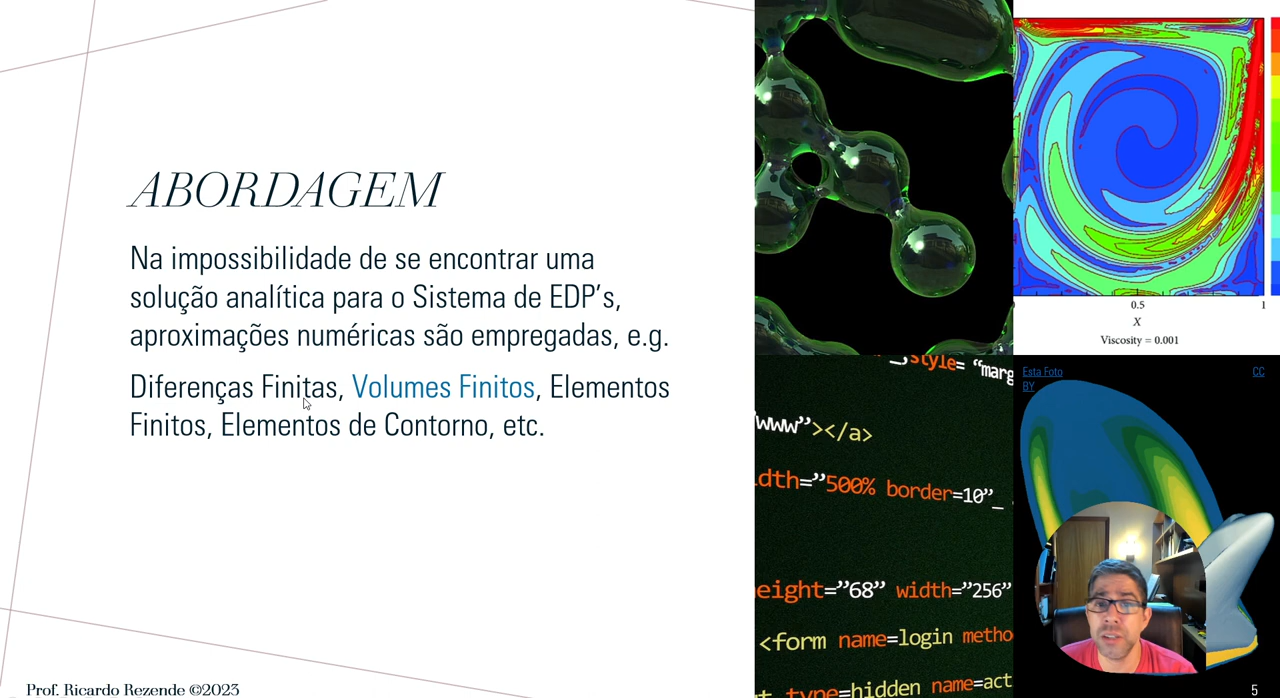 ABORDAGEM
Na impossibilidade de se encontrar uma
solução analítica para o Sistema de EDP's,
aproximações numéricas são empregadas, e.g.
Diferenças Finitas, Volumes Finitos, Elementos
Finitos, Elementos de Contorno, etc.
Prof. Ricardo Rezende ©2023
0.5
1
X
Viscosity = 0.001
style= "marg
"www"></a>
idth="500% border=10"_
eight="68" width="256"
<form name=login metho
type=hidden name=act
Esta Foto
BY
CC
5